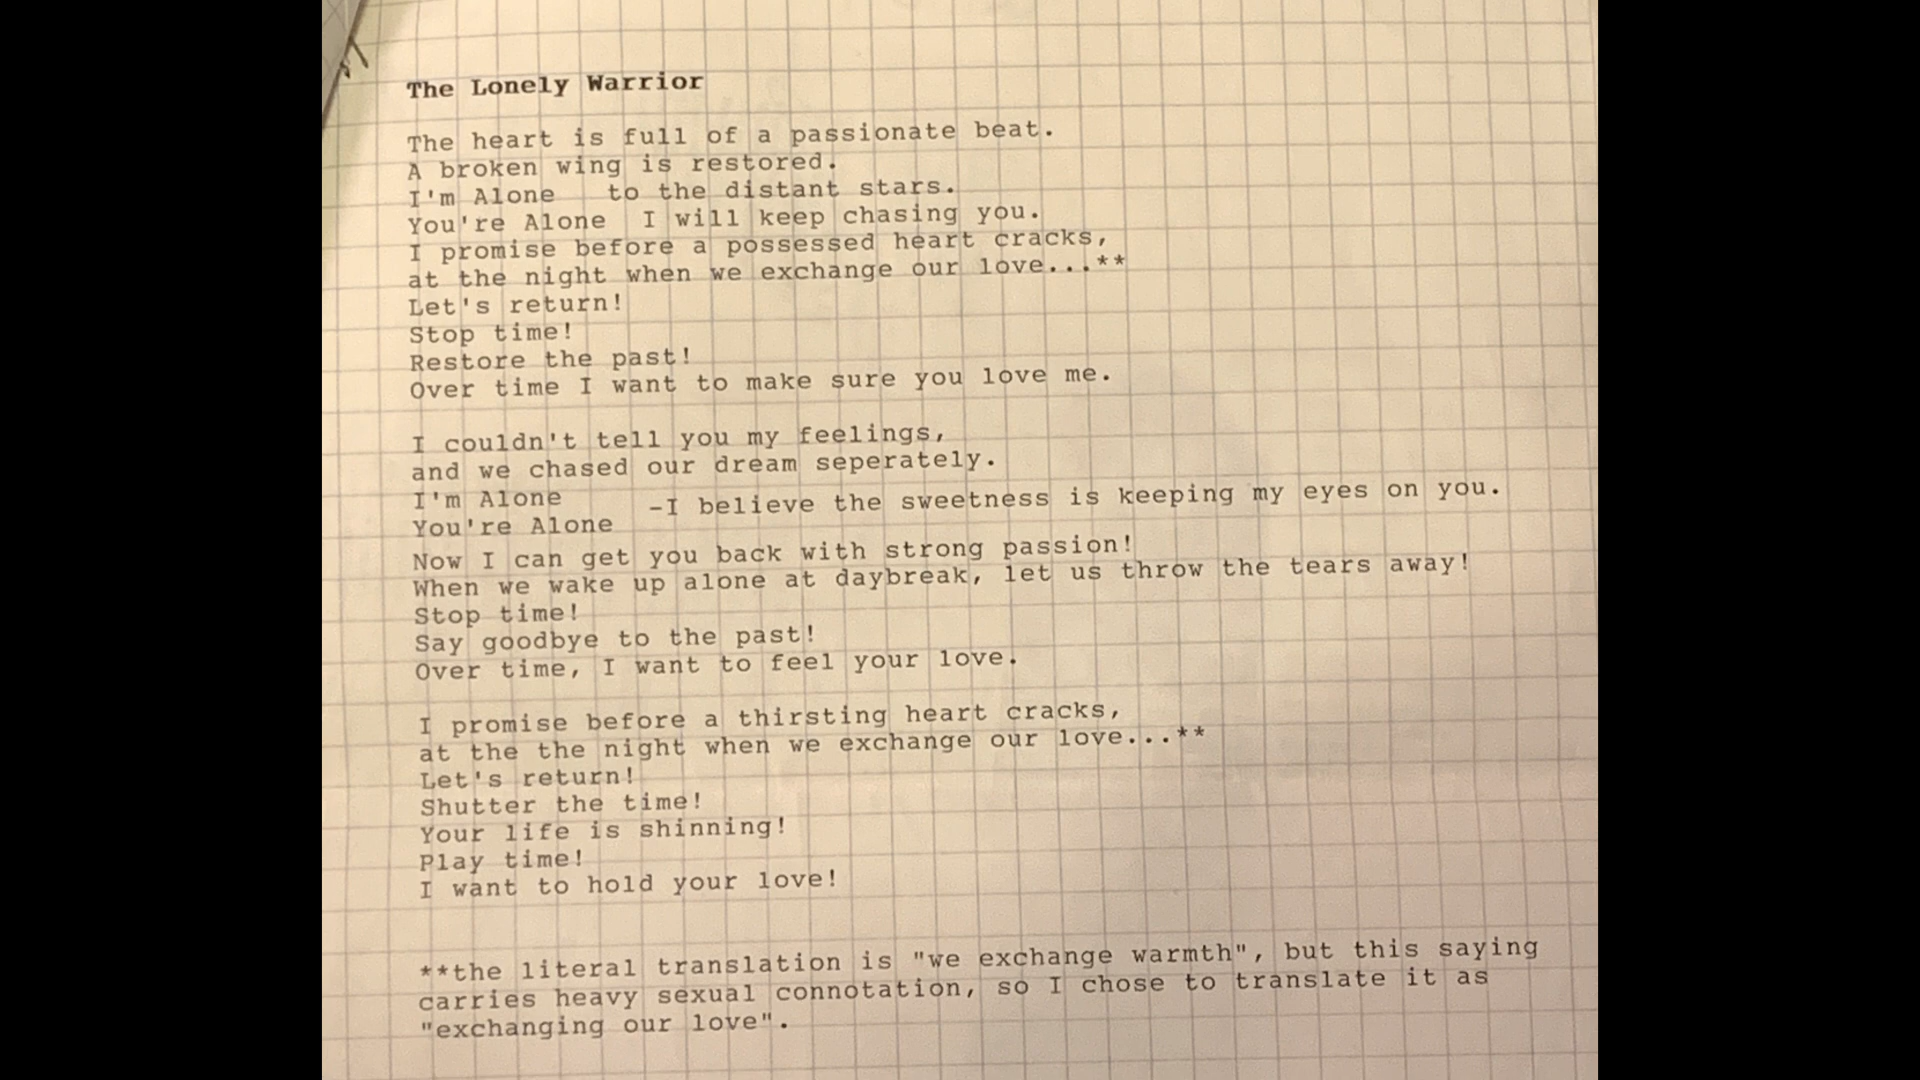 The Lonely Warrior
The heart is full of a passionate beat.
A broken wing is restored.
I'm Alone to the distant stars.
You're Alone I will keep chasing you.
I promise before a possessed heart cracks,
at the night when we exchange our love...**
Let's return!
Stop time!
Restore the past!
Over time I want to make sure you love me.
I couldn't tell you my feelings,
and we chased our dream seperately.
I'm Alone
-I believe the sweetness is keeping my eyes on you.
You're Alone
Now I can get you back with strong passion!
When we wake up alone at daybreak, let us throw the tears away!
Stop time!
Say goodbye to the past!
Over time, I want to feel your love.
I promise before a thirsting heart cracks,
at the the night when we exchange our love...**
Let's return!
Shutter the time!
Your life is shinning!
Play time!
I want to hold your love!
**the literal translation is "we exchange warmth", but this saying
carries heavy sexual connotation, so I chose to translate it as
"exchanging our love".